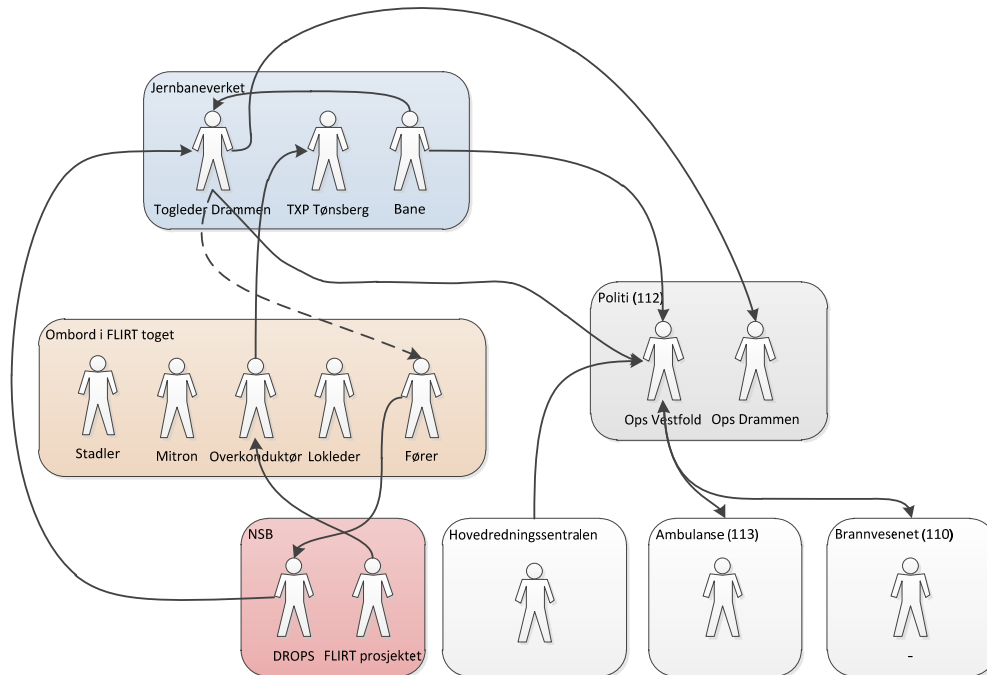 Jernbaneverket
Togleder Drammen
TXP Tønsberg
Bane
Politi (112)
Ops Vestfold
Ops Drammen
Ombord i FLIRT toget
Stadler
Mitron
Overkonduktør
Lokleder
Fører
NSB
DROPS
FLIRT prosjektet
Hovedredningssentralen
Ambulanse (113)
Brannvesenet (110)
-